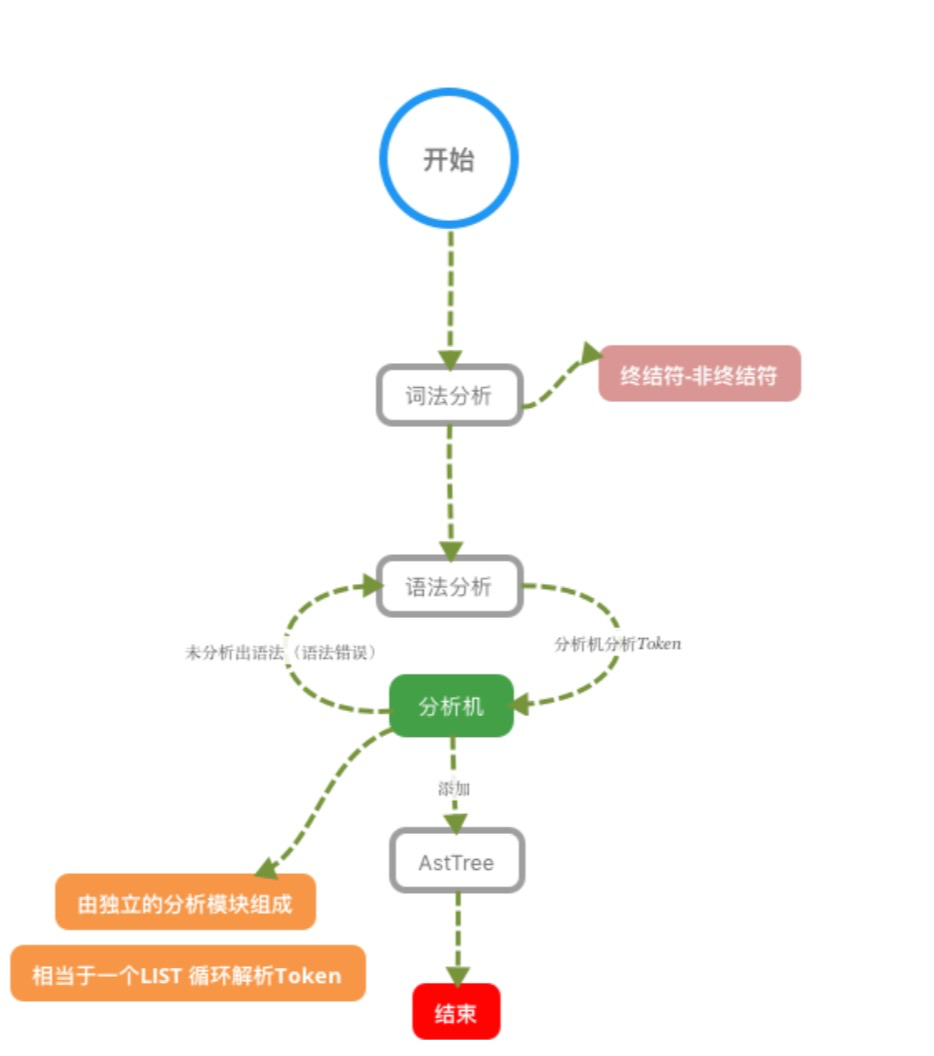 开始
终结符-非终结符
词法分析
语法分析
分析机分析Token
未分析出语法（语法错误）
分析机
添加
AstTree
由独立的分析模块组成
相当于一个LIST 循环解析Token
结束